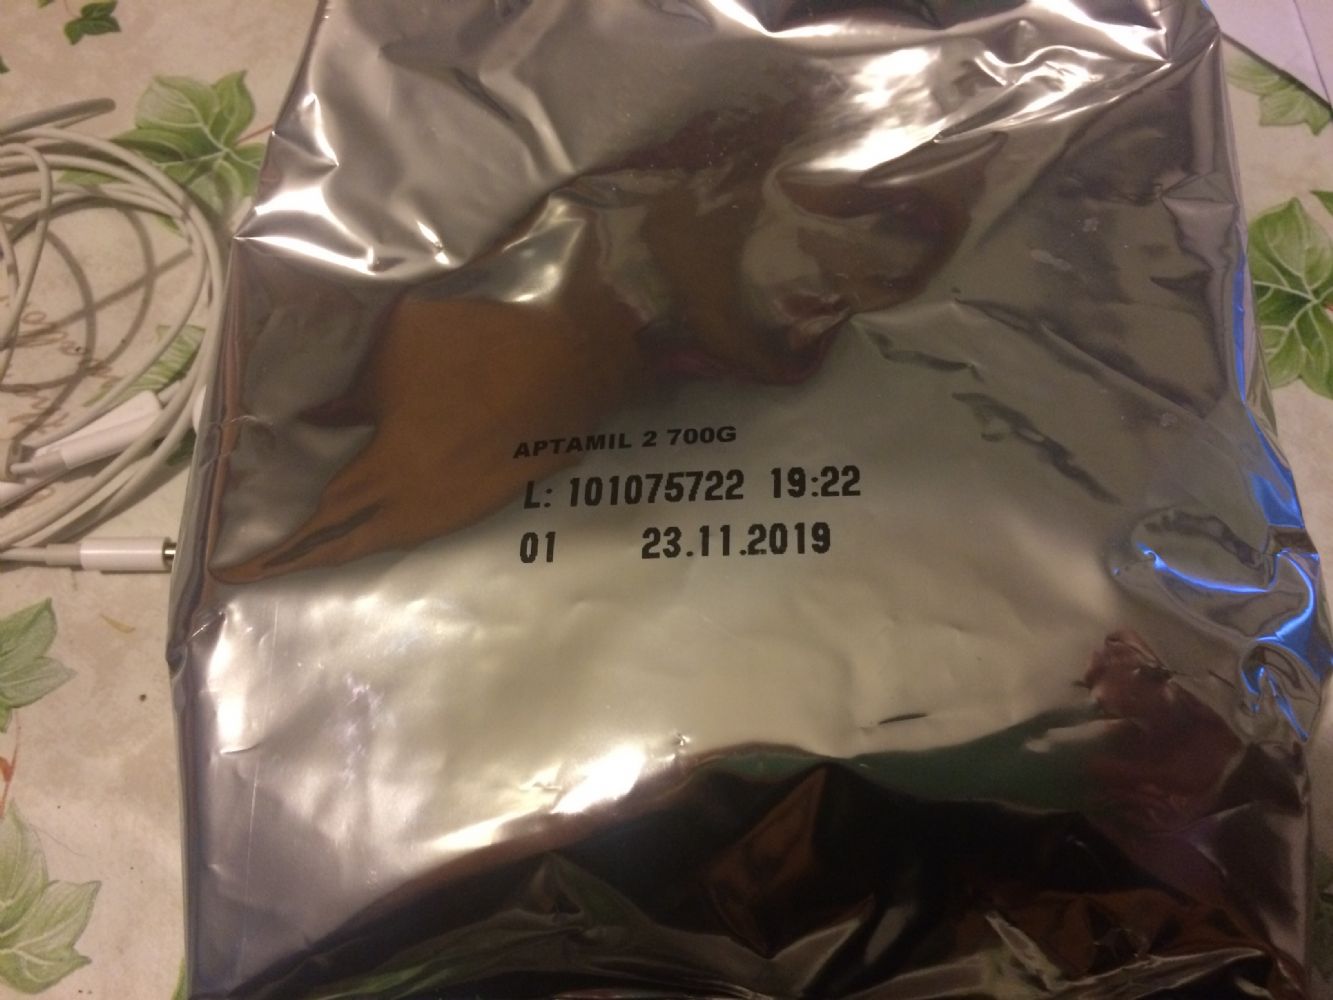 APTAMIL 2 700G
L: 101075722 19:22
01 23.11.2019